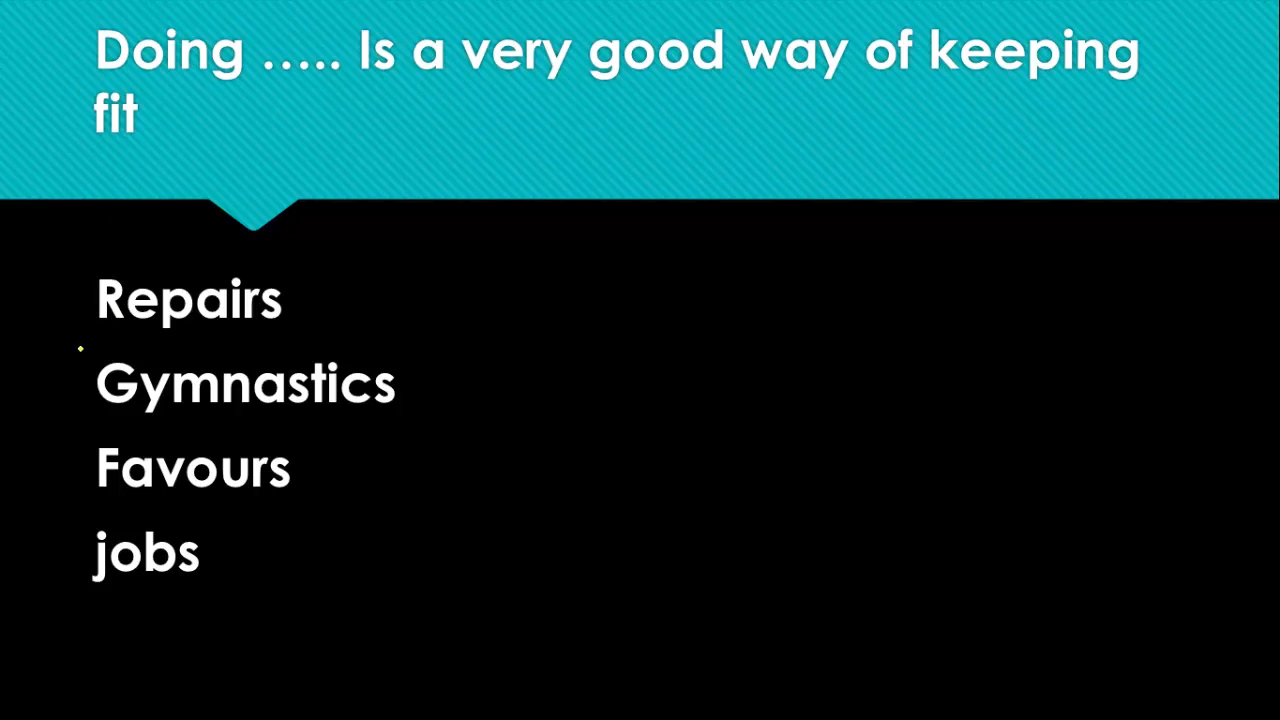 Doing ….. Is a very good way of keeping
fit
Repairs
Gymnastics
Favours
jobs